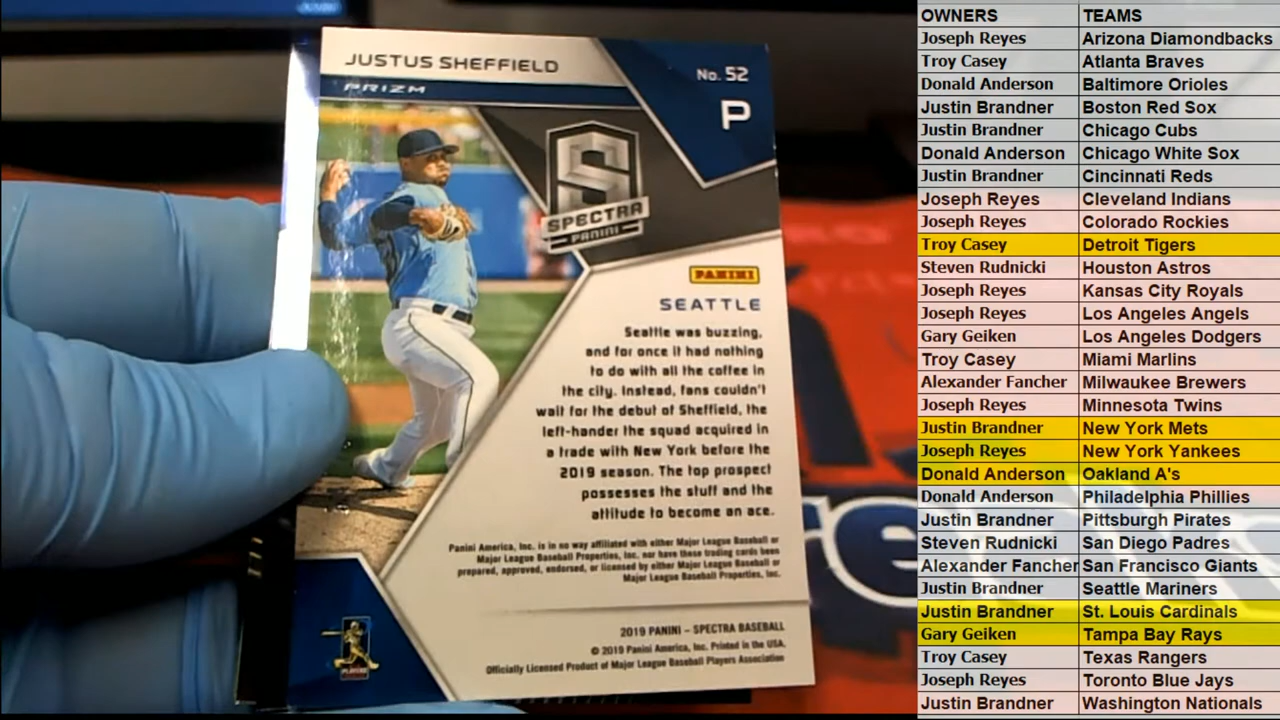 JUSTUS SHEFFIELD
PRIZM
No. 52
P
S
SPECTRA
PANINI
PANINI
SEATTLE
Seattle was buzzing,
and for once it had nothing
to do with all the coffee in
the city. Instead, fans couldn't
wait for the debut of Sheffield, the
left-hander the squad acquired in
a trade with New York before the
2019 season. The top prospect
possesses the stuff and the
attitude to become an ace.
Panini America, Inc. is in no way affiliated with either Major League Baseball or
Major League Baseball Properties, Inc. nor have these trading cards been
prepared, approved, endorsed, or licensed by either Major League Baseball or
Major League Baseball Properties, Inc.
2019 PANINI – SPECTRA BASEBALL
© 2019 Panini America, Inc. Printed in the USA.
Officially Licensed Product of Major League Baseball Players Association
PLAYERS
re
OWNERS TEAMS
Joseph Reyes Arizona Diamondbacks
Troy Casey Atlanta Braves
Donald Anderson Baltimore Orioles
Justin Brandner Boston Red Sox
Justin Brandner Chicago Cubs
Donald Anderson Chicago White Sox
Justin Brandner Cincinnati Reds
Joseph Reyes Cleveland Indians
Joseph Reyes Colorado Rockies
Troy Casey Detroit Tigers
Steven Rudnicki Houston Astros
Joseph Reyes Kansas City Royals
Joseph Reyes Los Angeles Angels
Gary Geiken Los Angeles Dodgers
Troy Casey Miami Marlins
Alexander Fancher Milwaukee Brewers
Joseph Reyes Minnesota Twins
Justin Brandner New York Mets
Joseph Reyes New York Yankees
Donald Anderson Oakland A's
Donald Anderson Philadelphia Phillies
Justin Brandner Pittsburgh Pirates
Steven Rudnicki San Diego Padres
Alexander Fancher San Francisco Giants
Justin Brandner Seattle Mariners
Justin Brandner St. Louis Cardinals
Gary Geiken Tampa Bay Rays
Troy Casey Texas Rangers
Joseph Reyes Toronto Blue Jays
Justin Brandner Washington Nationals